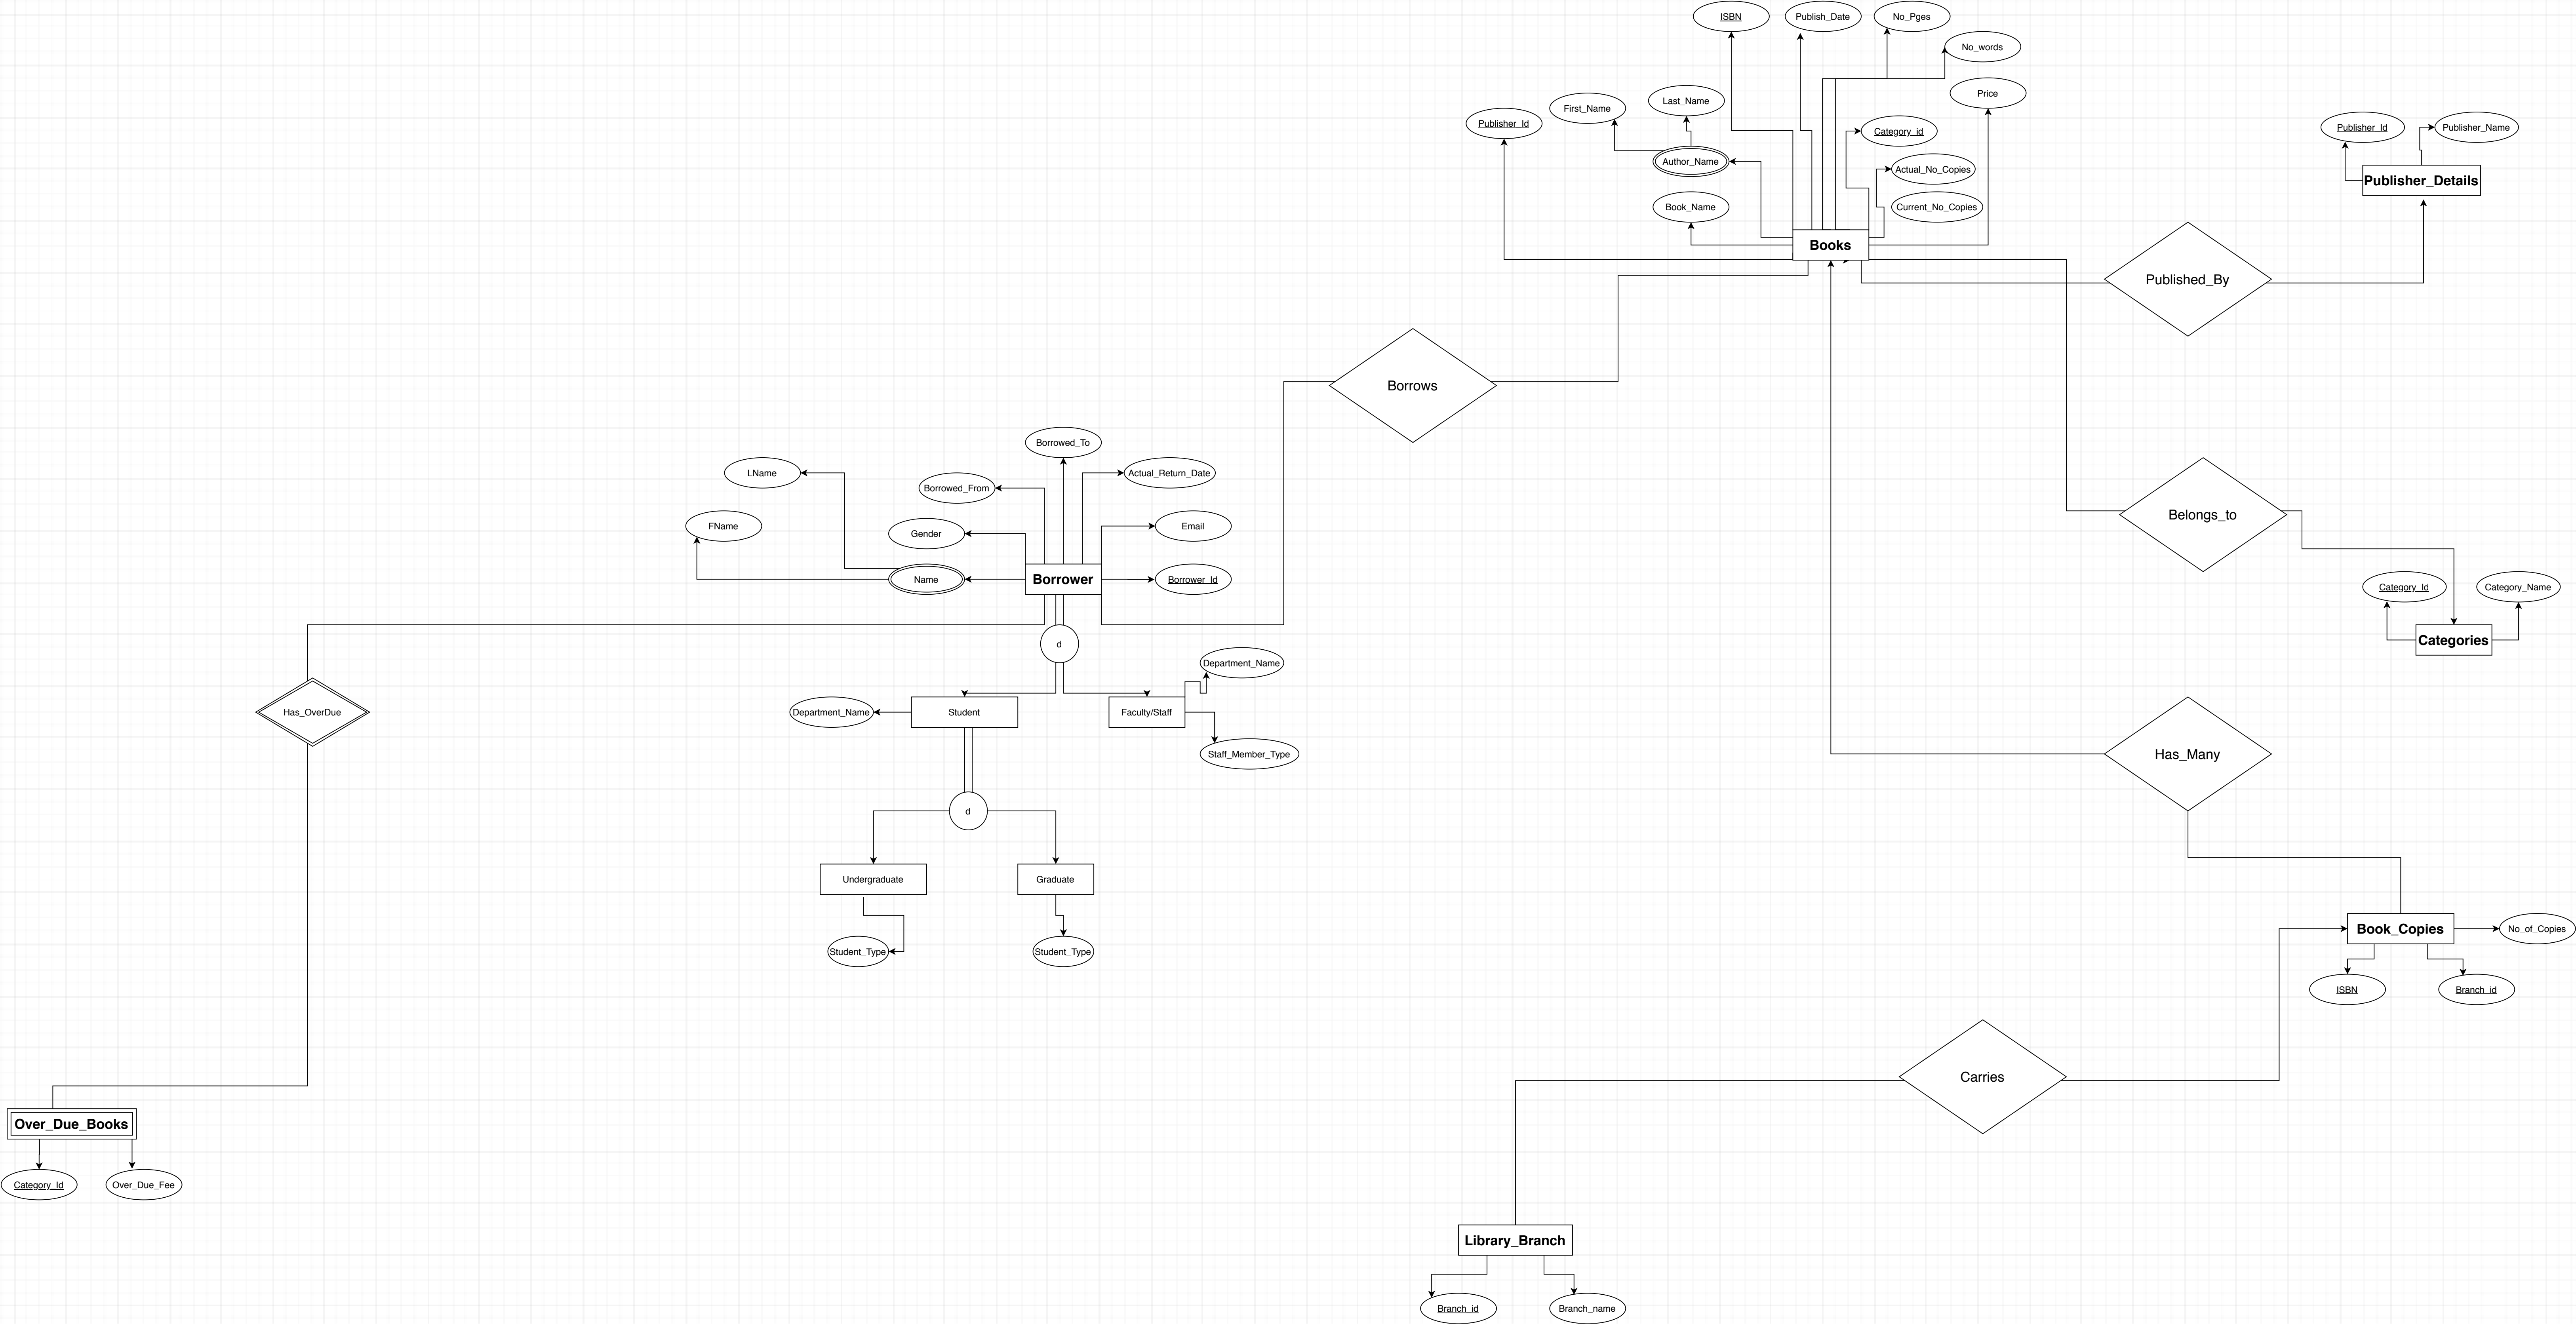 ISBN
Publish_Date
No_Pges
No_words
Price
Last_Name
First_Name
Publisher_Id
Category_id
Author_Name
Actual_No_Copies
Book_Name
Current_No_Copies
Books
Publisher_Id
Publisher_Name
Publisher_Details
Published_By
Borrows
Borrowed_To
LName
Actual_Return_Date
Borrowed_From
FName
Gender
Email
Name
Borrower
Borrower_Id
Belongs_to
Category_Id
Category_Name
Categories
d
Department_Name
Has_OverDue
Department_Name
Student
Faculty/Staff
Staff_Member_Type
Has_Many
d
Undergraduate
Graduate
Student_Type
Student_Type
Book_Copies
No_of_Copies
ISBN
Branch_id
Carries
Over_Due_Books
Category_Id
Over_Due_Fee
Library_Branch
Branch_id
Branch_name